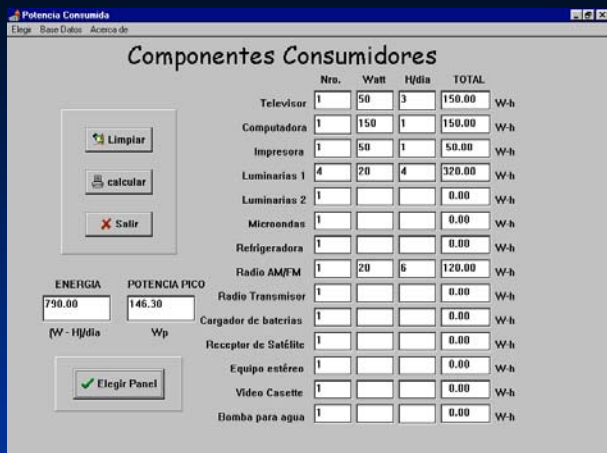 Potencia Consumida
Elegir Base Datos Acerca de
Componentes Consumidores
Nro. Watt H/dia TOTAL
Televisor 1 50 3 150.00 W-h
Computadora 1 150 1 150.00 W-h
Impresora 1 50 1 50.00 W-h
Luminarias 1 4 20 4 320.00 W-h
Luminarias 2 1 0.00 W-h
Microondas 1 0.00 W-h
Refrigeradora 1 0.00 W-h
Radio AM/FM 1 20 6 120.00 W-h
Radio Transmisor 1 0.00 W-h
Cargador de baterias 1 0.00 W-h
Receptor de Satélite 1 0.00 W-h
Equipo estéreo 1 0.00 W-h
Video Casette 1 0.00 W-h
Bomba para agua 1 0.00 W-h
Limpiar
calcular
Salir
ENERGIA POTENCIA PICO
790.00 146.30
(W - H)/dia Wp
Elegir Panel